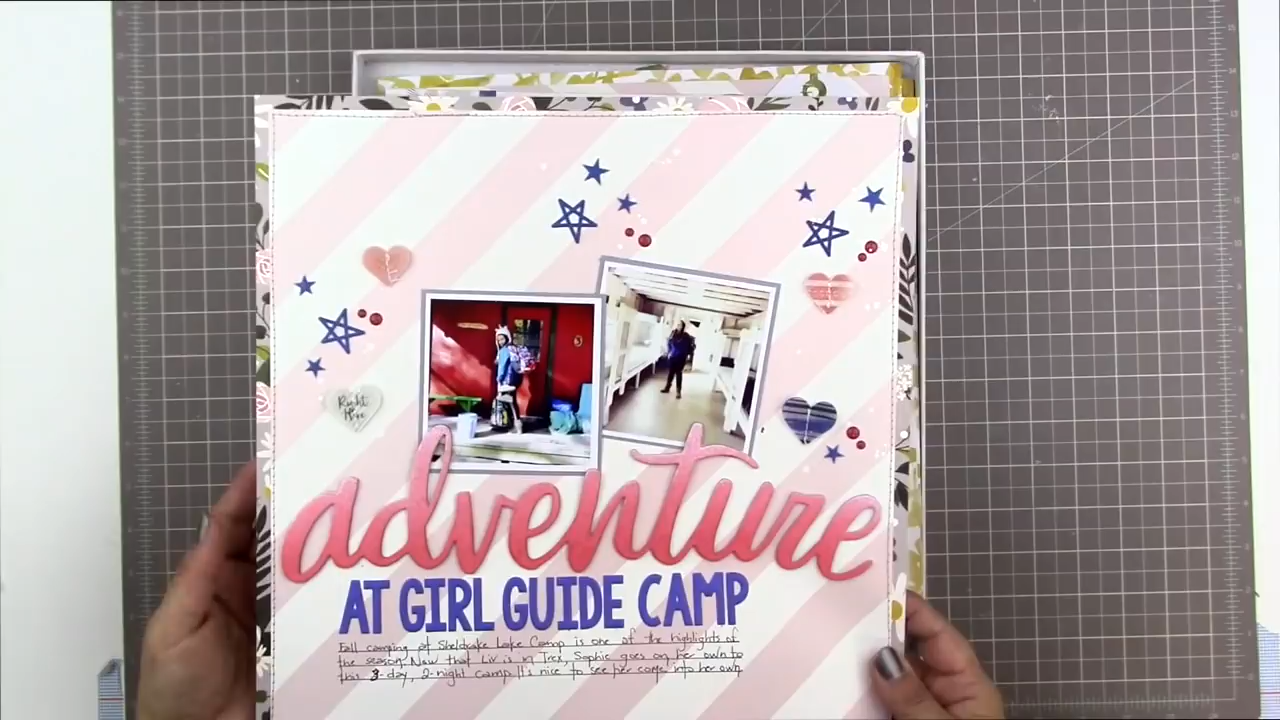 Right
Here
adventure
AT GIRL GUIDE CAMP
Fall camping at Sheldrake Lake Camp is one of the highlights of
the season. Now that Liv is in Trex, Sophie goes on her own to
this 3-day, 2-night camp. It's nice to see her come into her own